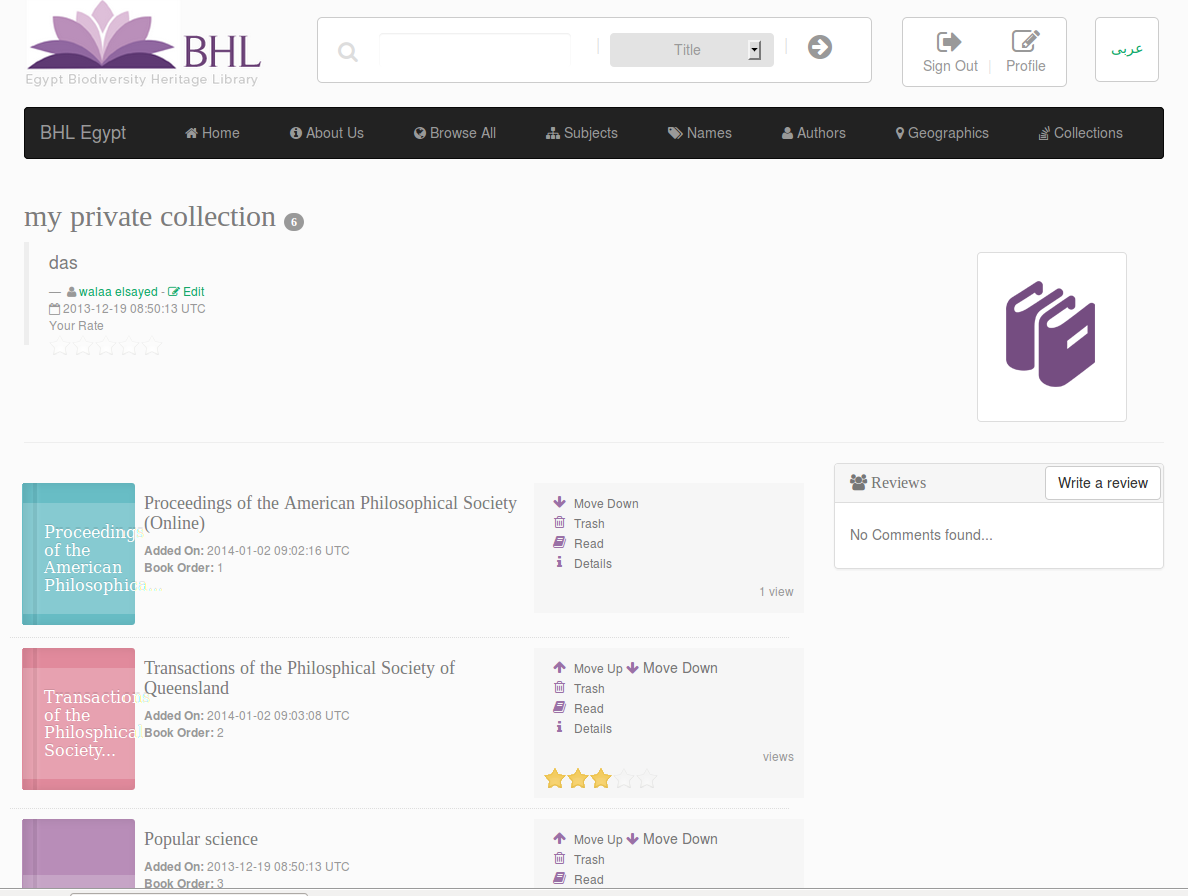 BHL
Egypt Biodiversity Heritage Library
Title
Sign Out
Profile
عربى
BHL Egypt
Home
About Us
Browse All
Subjects
Names
Authors
Geographics
Collections
my private collection 6
das
— walaa elsayed - Edit
2013-12-19 08:50:13 UTC
Your Rate
Proceedings
of the
American
Philosophica...
Proceedings of the American Philosophical Society
(Online)
Added On: 2014-01-02 09:02:16 UTC
Book Order: 1
Move Down
Trash
Read
Details
1 view
Reviews
Write a review
No Comments found...
Transactions
of the
Philosphical
Society...
Transactions of the Philosphical Society of
Queensland
Added On: 2014-01-02 09:03:08 UTC
Book Order: 2
Move Up Move Down
Trash
Read
Details
views
Popular science
Added On: 2013-12-19 08:50:13 UTC
Book Order: 3
Move Up Move Down
Trash
Read